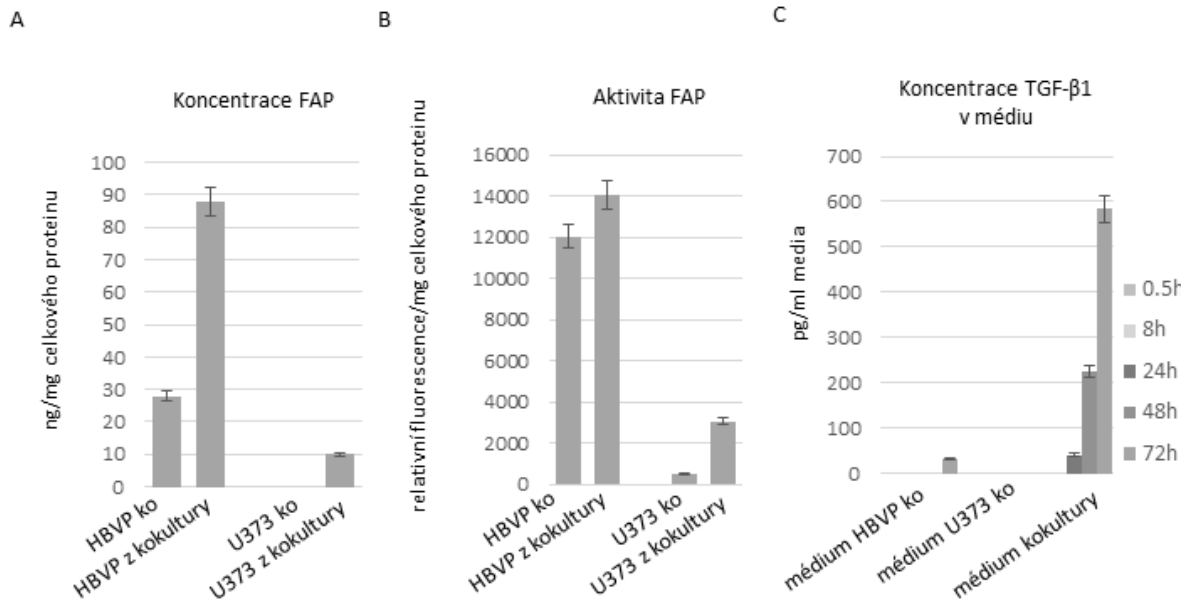 A
Koncentrace FAP
ng/mg celkového proteinu
100
90
80
70
60
50
40
30
20
10
0
HBVP ko
HBVP z kokultury
U373 ko
U373 z kokultury
B
Aktivita FAP
relativní fluorescence/mg celkového proteinu
16000
14000
12000
10000
8000
6000
4000
2000
0
HBVP ko
HBVP z kokultury
U373 ko
U373 z kokultury
C
Koncentrace TGF-β1
v médiu
pg/ml media
700
600
500
400
300
200
100
0
médium HBVP ko
médium U373 ko
médium kokultury
0.5h
8h
24h
48h
72h